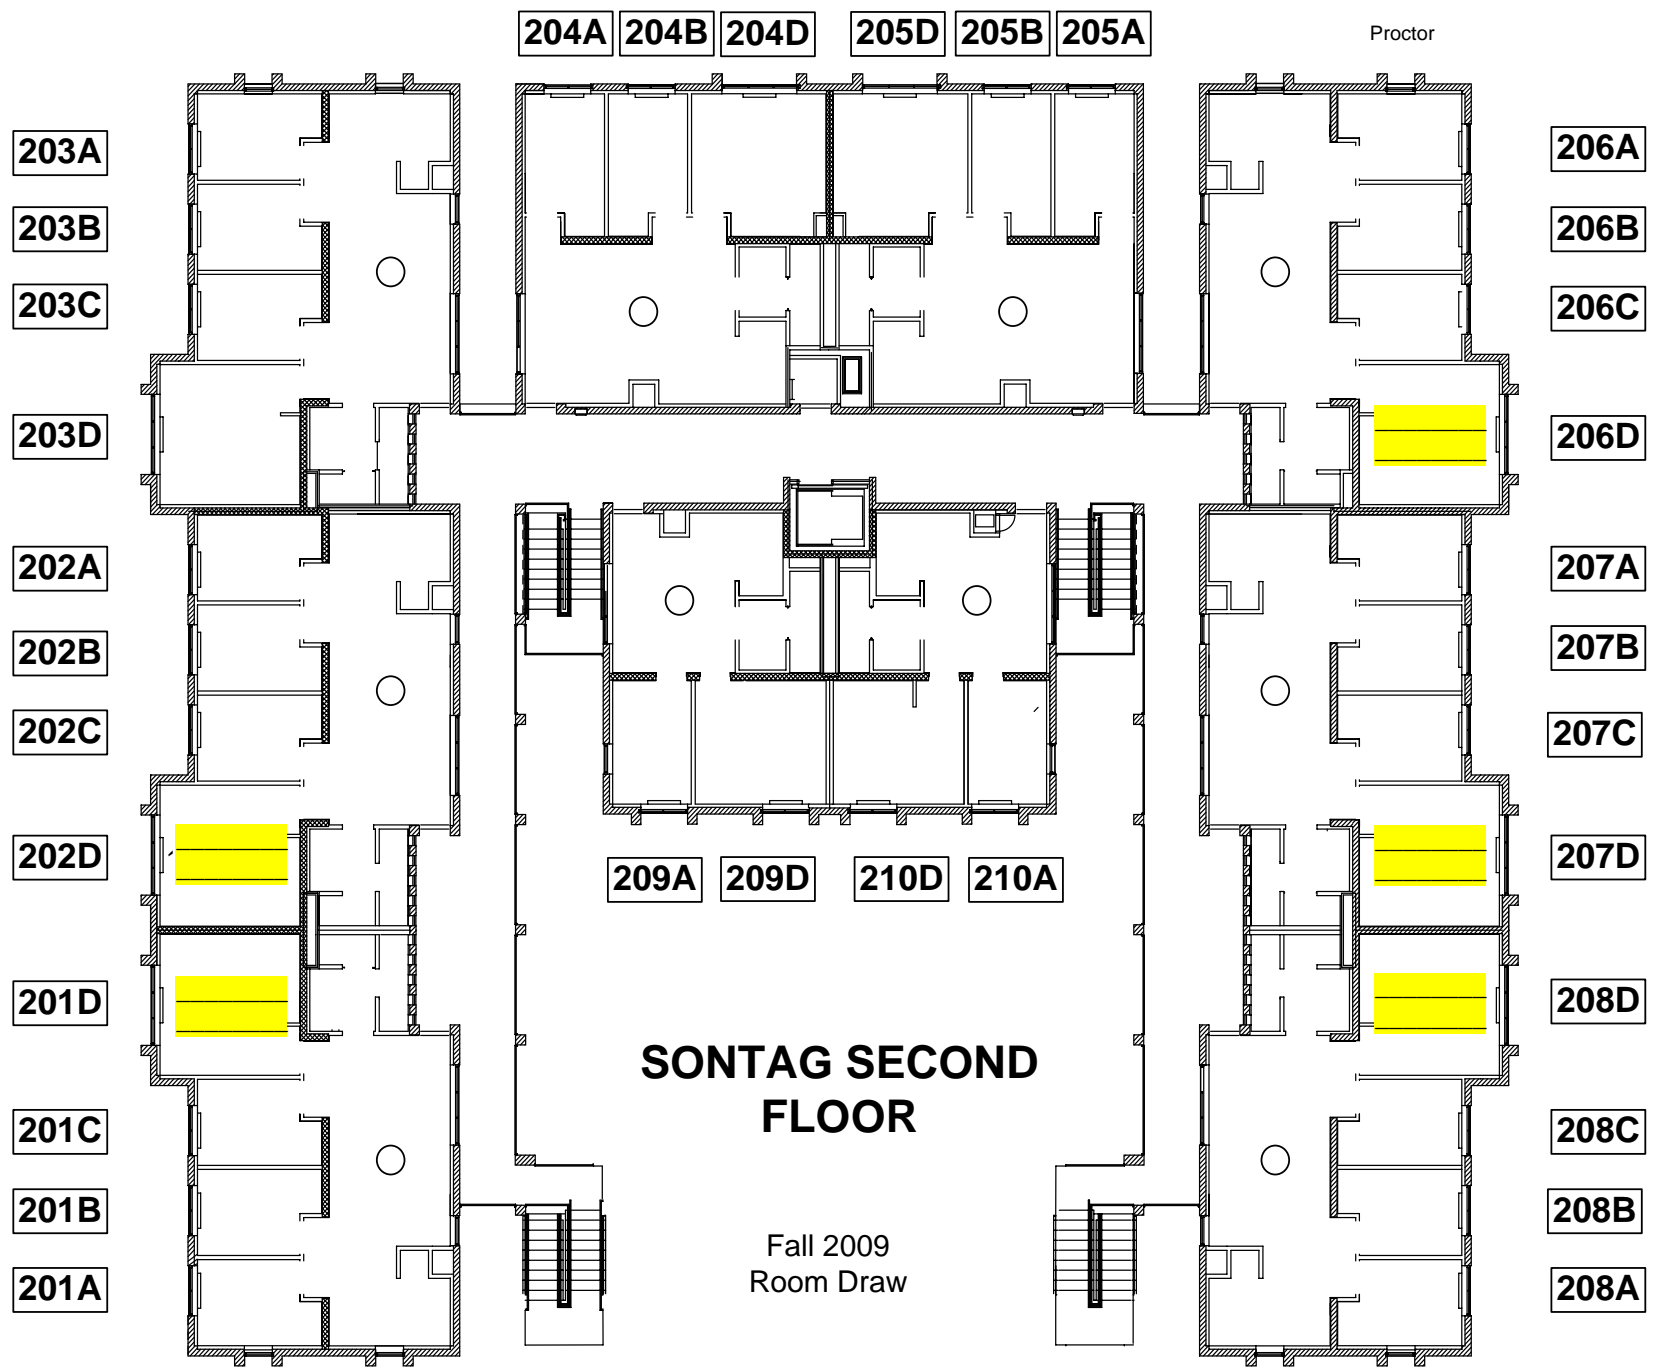 204A 204B 204D 205D 205B 205A Proctor
203A 206A
203B 206B
203C 206C
203D 206D
202A 207A
202B 207B
202C 207C
202D 207D
209A 209D 210D 210A
201D 208D
SONTAG SECOND
FLOOR
201C 208C
201B 208B
Fall 2009
Room Draw
201A 208A